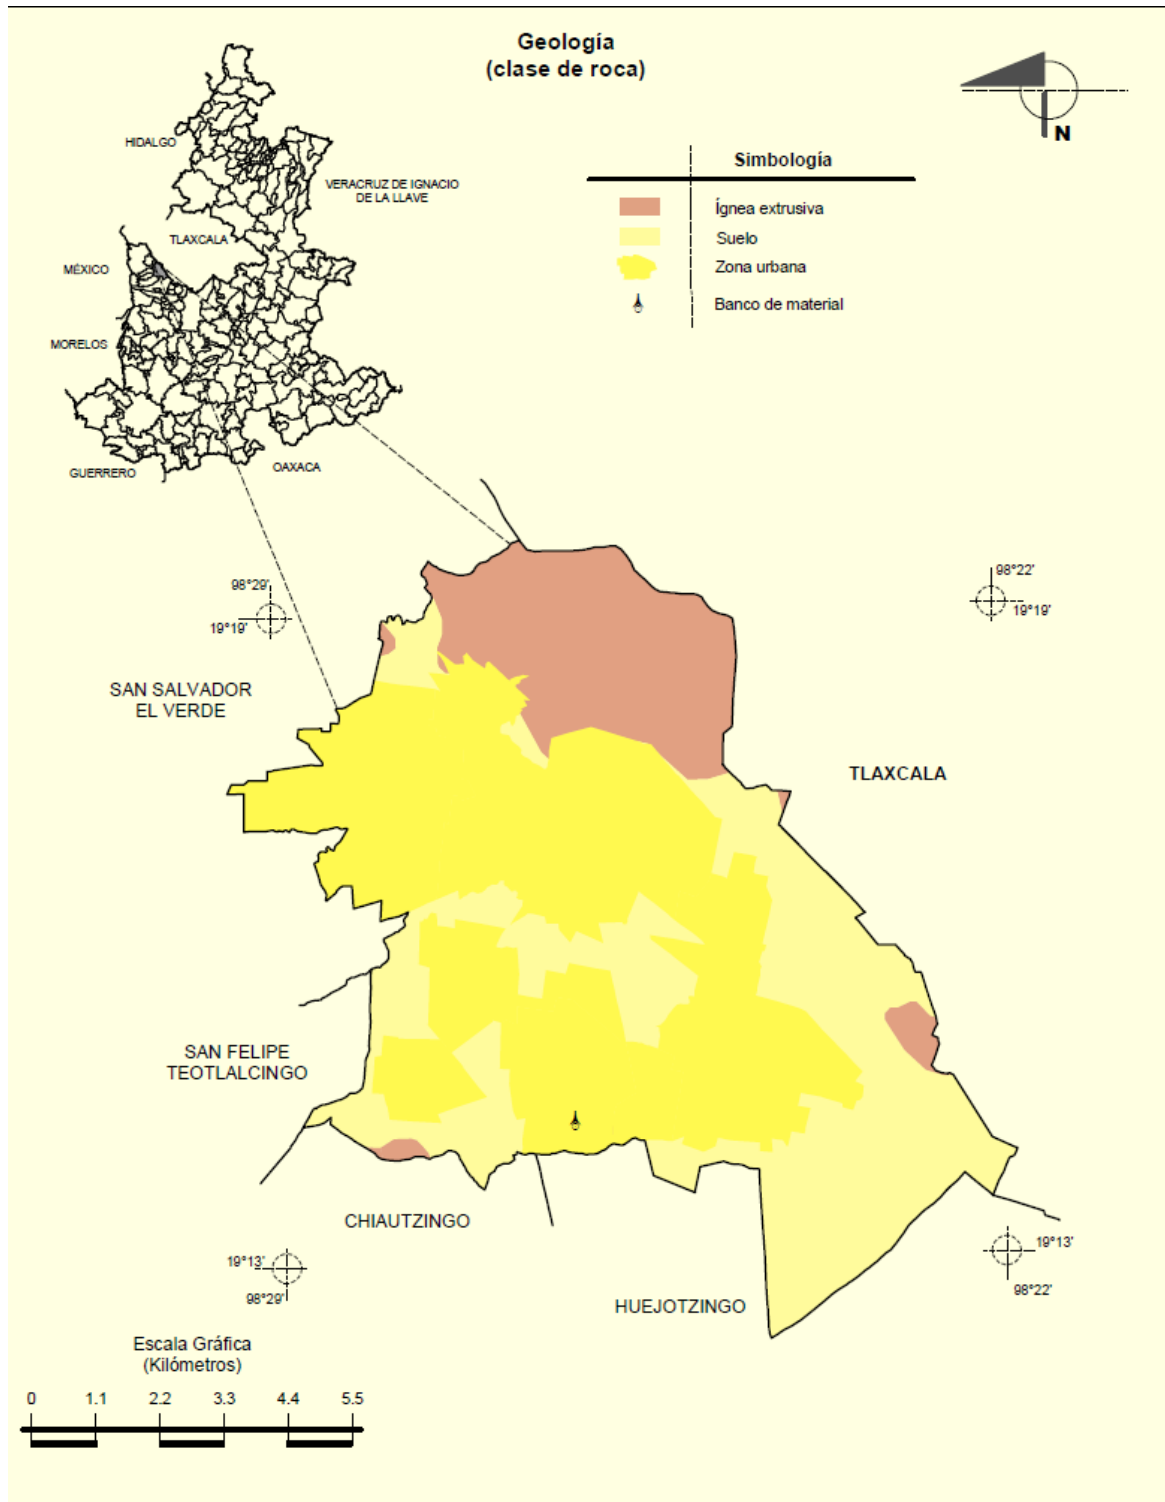 Geología
(clase de roca)
N
Simbología
Ígnea extrusiva
Suelo
Zona urbana
Banco de material
HIDALGO
VERACRUZ DE IGNACIO
DE LA LLAVE
TLAXCALA
MÉXICO
MORELOS
GUERRERO
OAXACA
98°29'
19°19'
98°22'
19°19'
SAN SALVADOR
EL VERDE
TLAXCALA
SAN FELIPE
TEOTLALCINGO
CHIAUTZINGO
HUEJOTZINGO
19°13'
98°29'
19°13'
98°22'
Escala Gráfica
(Kilómetros)
0 1.1 2.2 3.3 4.4 5.5